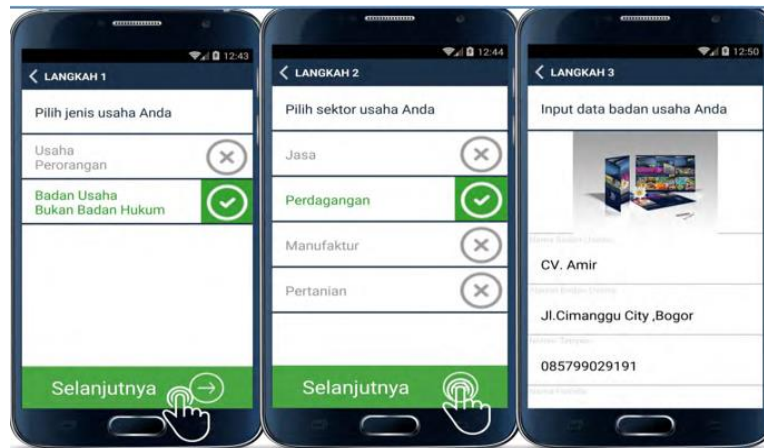 12:43
LANGKAH 1
Pilih jenis usaha Anda
Usaha
Perorangan
Badan Usaha
Bukan Badan Hukum
Selanjutnya
12:44
LANGKAH 2
Pilih sektor usaha Anda
Jasa
Perdagangan
Manufaktur
Pertanian
Selanjutnya
12:50
LANGKAH 3
Input data badan usaha Anda
CV. Amir
Jl.Cimanggu City ,Bogor
085799029191